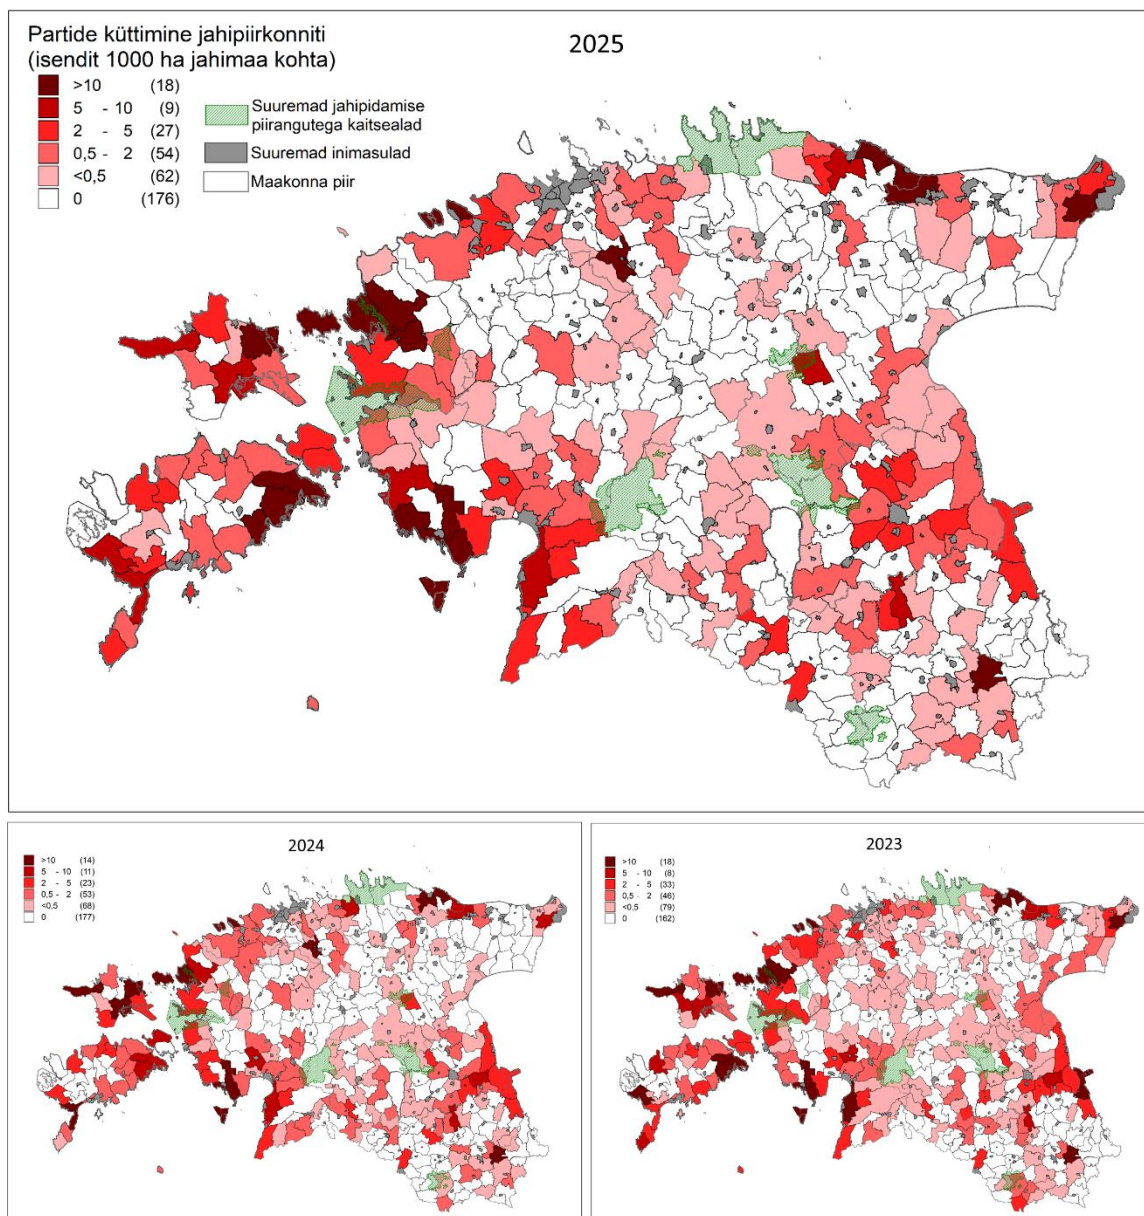 Partide küttimine jahipiirkonniti
(isendit 1000 ha jahimaa kohta)
2025
>10 (18)
5 - 10 (9)
2 - 5 (27)
0,5 - 2 (54)
<0,5 (62)
0 (176)
Suuremad jahipidamise
piirangutega kaitsealad
Suuremad inimasulad
Maakonna piir
2024
>10 (14)
5 - 10 (11)
2 - 5 (23)
0,5 - 2 (53)
<0,5 (68)
0 (177)
2023
>10 (18)
5 - 10 (8)
2 - 5 (33)
0,5 - 2 (46)
<0,5 (79)
0 (162)